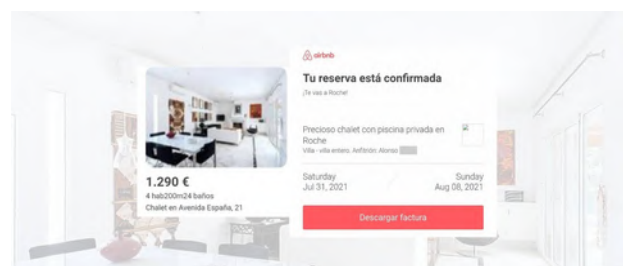 1.290 €
4 hab200m24 baños
Chalet en Avenida España, 21
airbnb
Tu reserva está confirmada
¡Te vas a Roche!
Precioso chalet con piscina privada en
Roche
Villa - villa entera: Anfitrión: Alonso
Saturday Sunday
Jul 31, 2021 Aug 08, 2021
Descargar factura